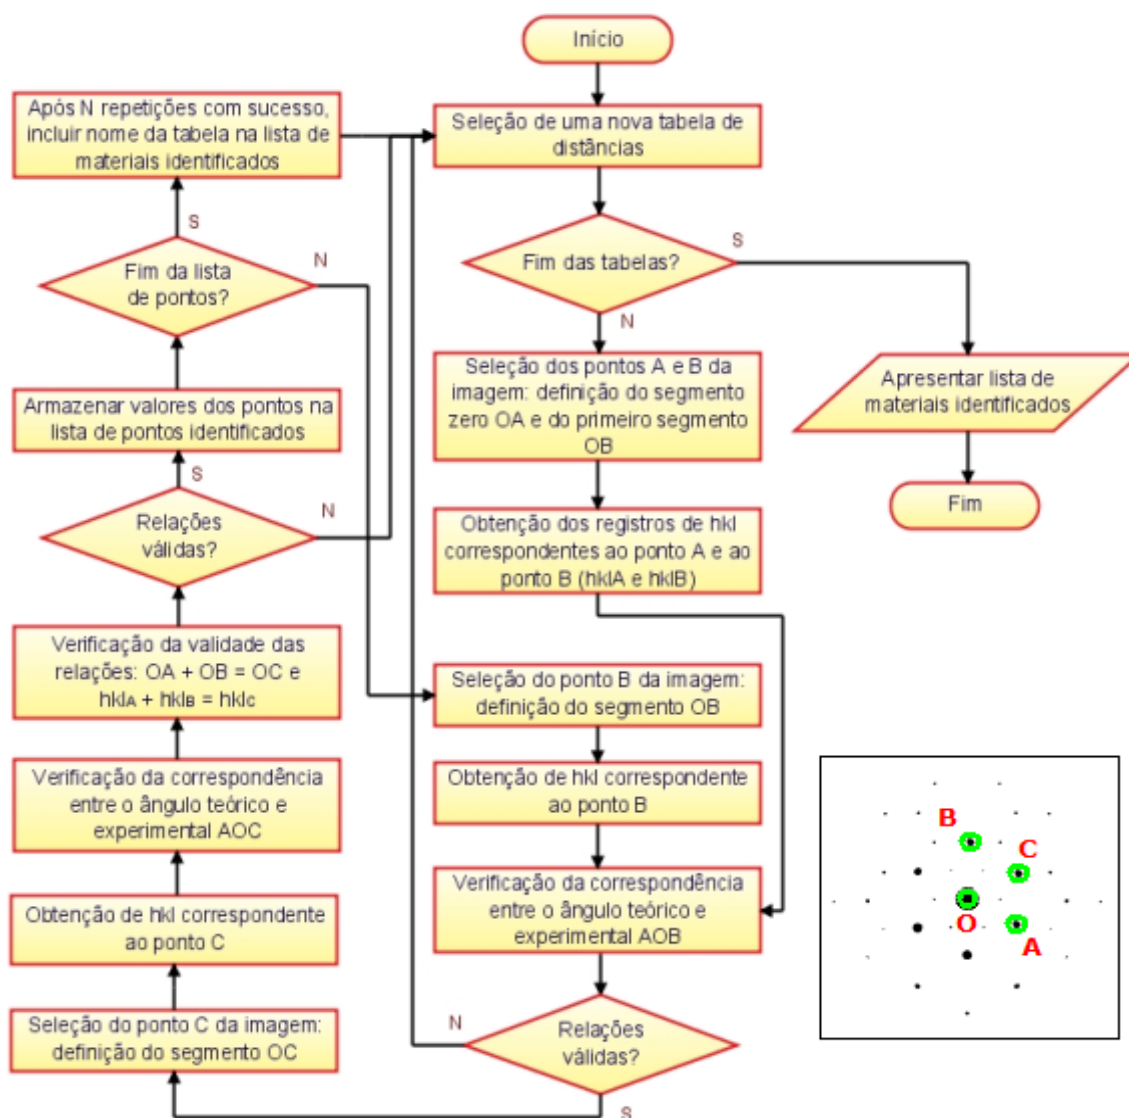 Início
Seleção de uma nova tabela de
distâncias
Fim das tabelas?
S
N
Apresentar lista de
materiais identificados
Fim
Seleção dos pontos A e B da
imagem: definição do segmento
zero OA e do primeiro segmento
OB
Obtenção dos registros de hkl
correspondentes ao ponto A e ao
ponto B (hklA e hklB)
Seleção do ponto B da imagem:
definição do segmento OB
Obtenção de hkl correspondente
ao ponto B
Verificação da correspondência
entre o ângulo teórico e
experimental AOB
Relações
válidas?
N
S
Seleção do ponto C da imagem:
definição do segmento OC
Obtenção de hkl correspondente
ao ponto C
Verificação da correspondência
entre o ângulo teórico e
experimental AOC
Verificação da validade das
relações: OA + OB = OC e
hklA + hklB = hklC
Relações
válidas?
N
S
Armazenar valores dos pontos na
lista de pontos identificados
Fim da lista
de pontos?
N
S
Após N repetições com sucesso,
incluir nome da tabela na lista de
materiais identificados
B
C
O
A